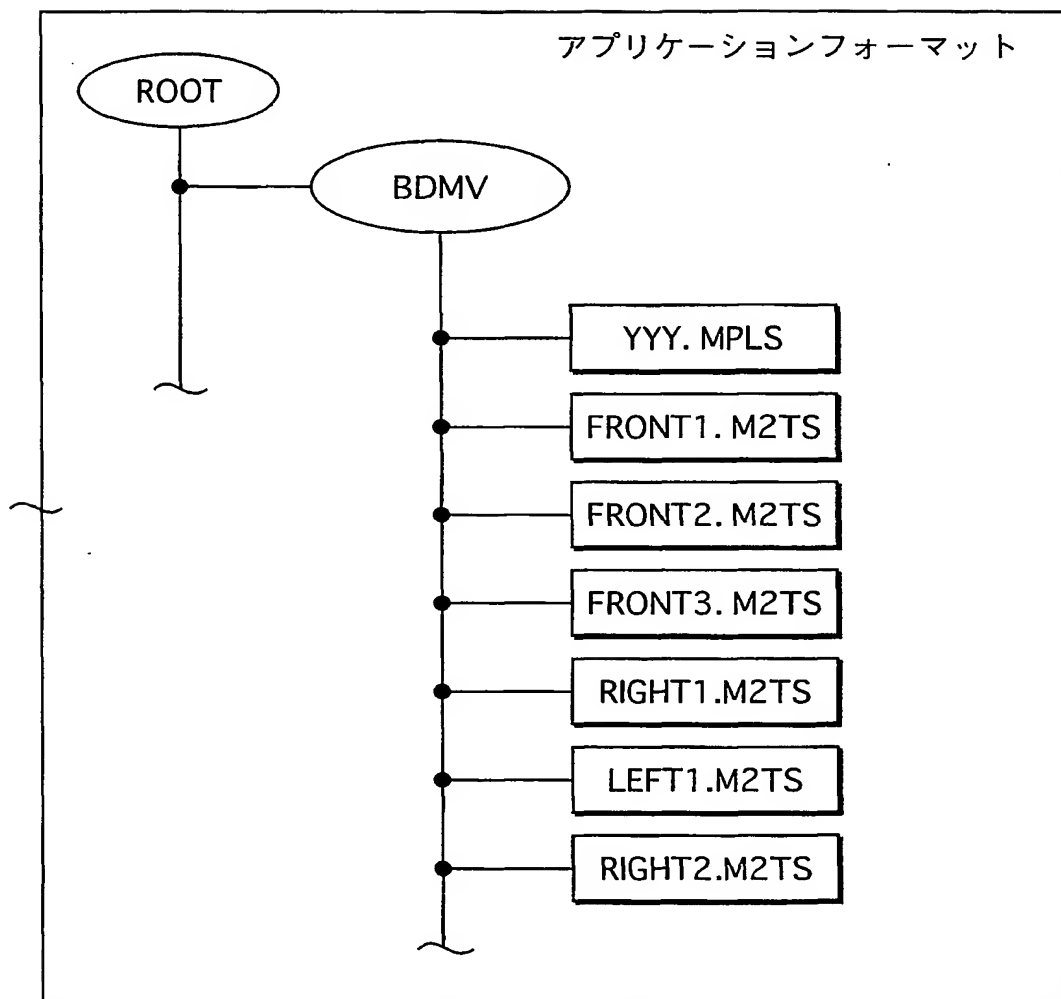 アプリケーションフォーマット
ROOT
BDMV
YYY. MPLS
FRONT1. M2TS
FRONT2. M2TS
FRONT3. M2TS
RIGHT1.M2TS
LEFT1.M2TS
RIGHT2.M2TS